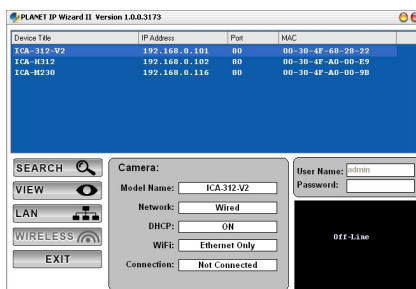 PLANET IP Wizard II Version 1.0.0.3173
Device Title IP Address Port MAC
ICA-312-V2 192.168.0.101 80 00-30-4F-68-28-22
ICA-H312 192.168.0.102 80 00-30-4F-A0-00-E9
ICA-M230 192.168.0.116 80 00-30-4F-A0-00-9B
SEARCH
VIEW
LAN
WIRELESS
EXIT
Camera:
Model Name: ICA-312-V2
Network: Wired
DHCP: ON
WiFi: Ethernet Only
Connection: Not Connected
User Name: admin
Password:
Off-Line